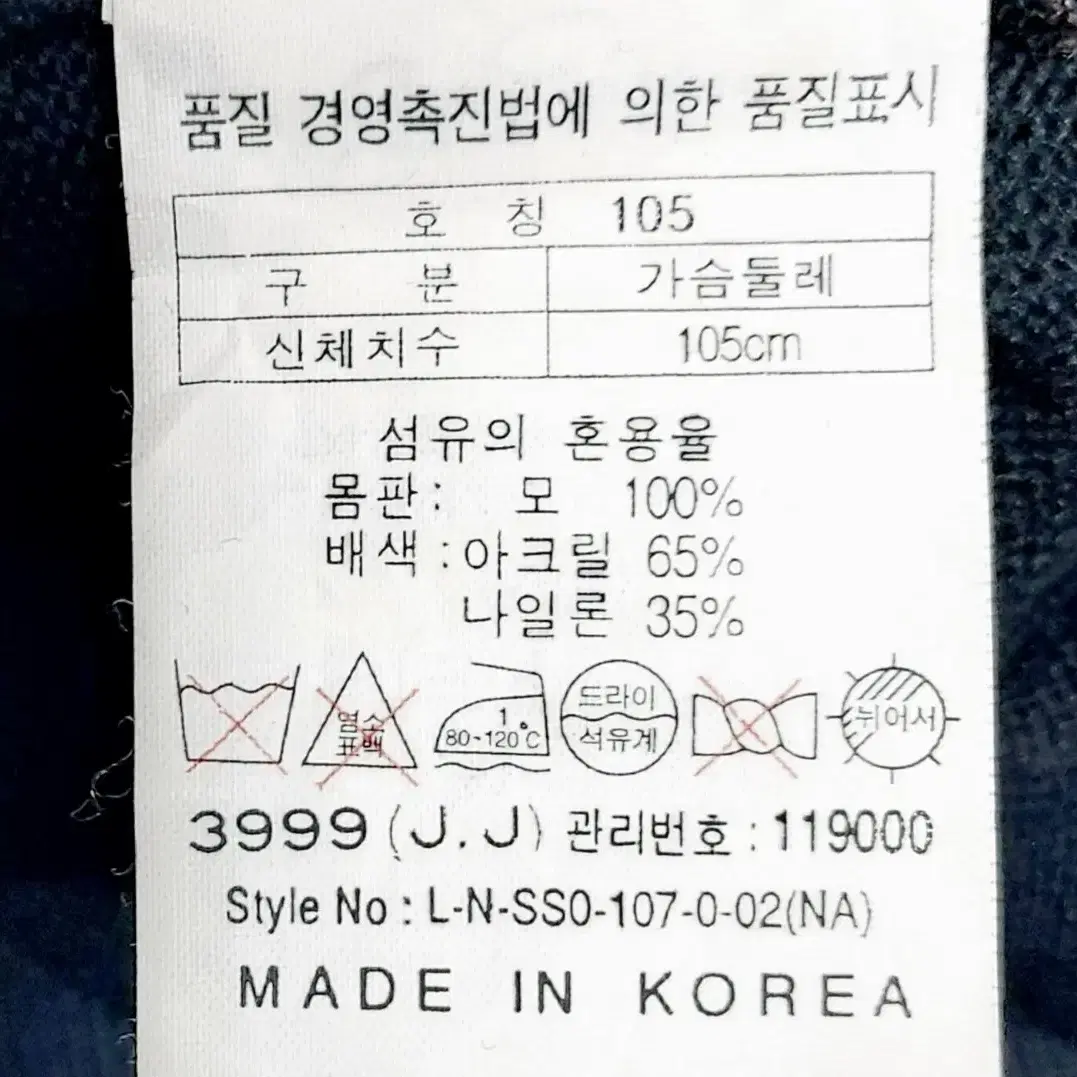 품질 경영촉진법에 의한 품질표시
호 칭 105
구 분 가슴둘레
신체치수 105cm
섬유의 혼용율
몸판: 모 100%
배색:아크릴 65%
나일론 35%
염소
표백
1
80~120℃
드라이
석유계
뉘어서
3999(J.J) 관리번호:119000
Style No : L-N-SS0-107-0-02(NA)
MADE IN KOREA